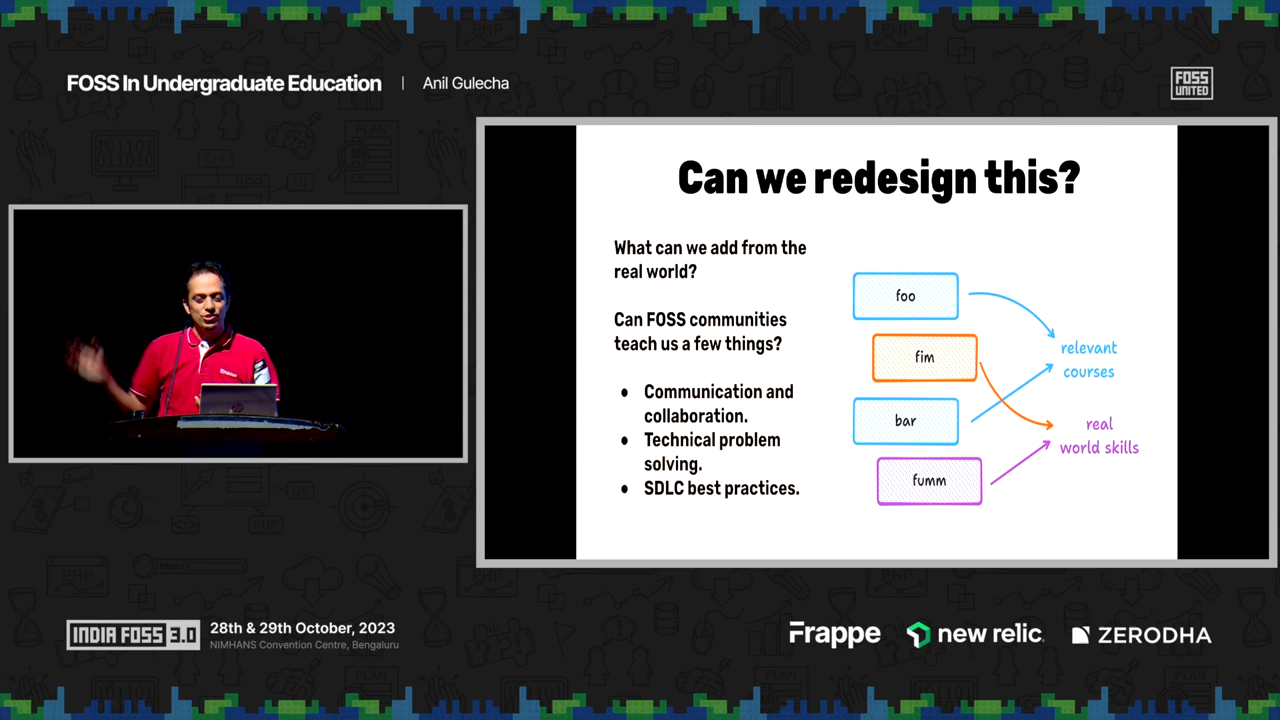 FOSS In Undergraduate Education | Anil Gulecha
FOSS
UNITED
Can we redesign this?
What can we add from the
real world?
Can FOSS communities
teach us a few things?
• Communication and
collaboration.
• Technical problem
solving.
• SDLC best practices.
foo
fim
bar
fumm
relevant
courses
real
world skills
INDIA FOSS 3.0
28th & 29th October, 2023
NIMHANS Convention Centre, Bengaluru
Frappe
new relic
ZERODHA